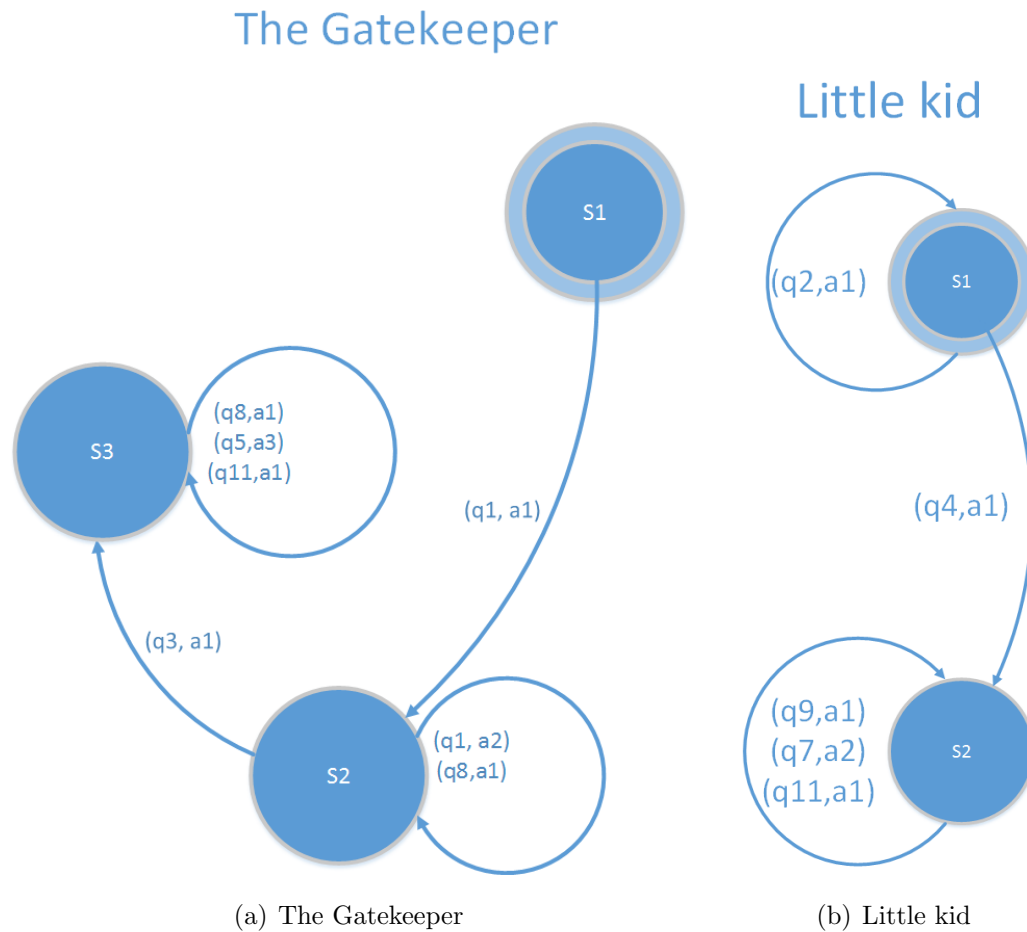 The Gatekeeper
S1
S3
(q8,a1)
(q5,a3)
(q11,a1)
(q1, a1)
(q3, a1)
S2
(q1, a2)
(q8,a1)
(a) The Gatekeeper
Little kid
S1
(q2,a1)
(q4,a1)
(q9,a1)
(q7,a2)
(q11,a1)
S2
(b) Little kid